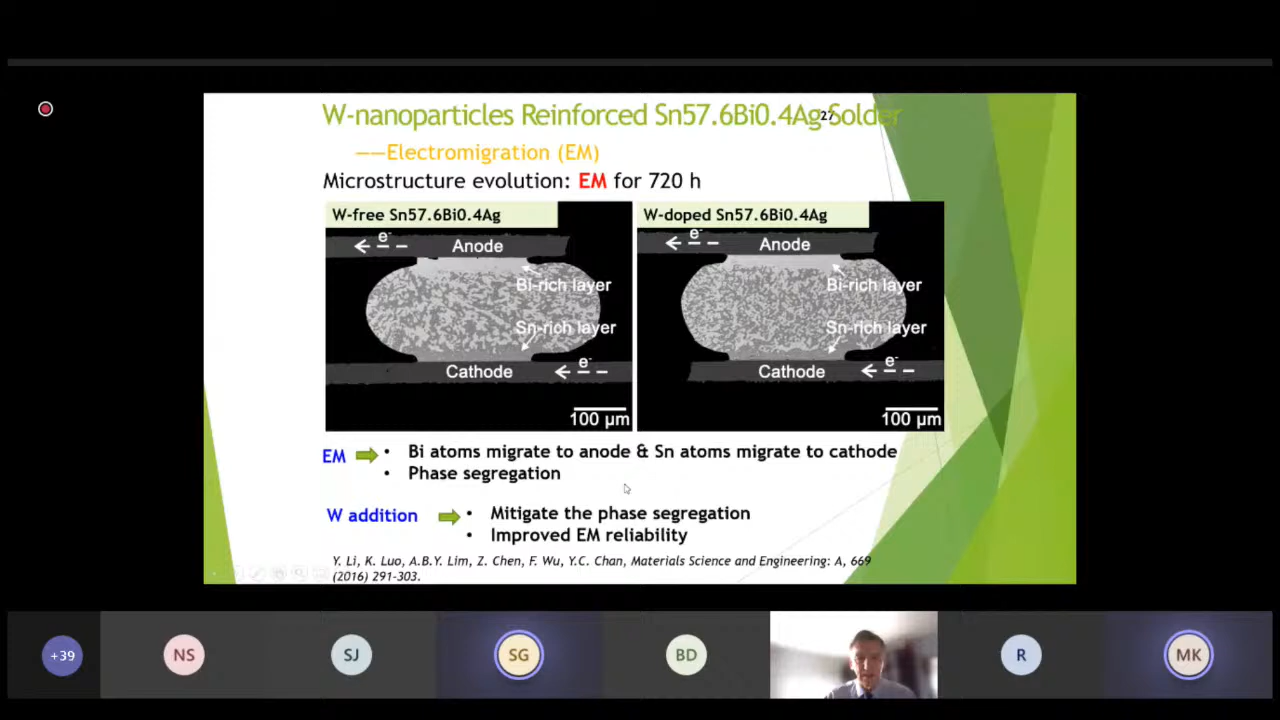 W-nanoparticles Reinforced Sn57.6Bi0.4Ag Solder
27
——Electromigration (EM)
Microstructure evolution: EM for 720 h
W-free Sn57.6Bi0.4Ag
e-
Anode
Bi-rich layer
Sn-rich layer
e-
Cathode
100 µm
W-doped Sn57.6Bi0.4Ag
e-
Anode
Bi-rich layer
Sn-rich layer
e-
Cathode
100 µm
EM
• Bi atoms migrate to anode & Sn atoms migrate to cathode
• Phase segregation
W addition
• Mitigate the phase segregation
• Improved EM reliability
Y. Li, K. Luo, A.B.Y. Lim, Z. Chen, F. Wu, Y.C. Chan, Materials Science and Engineering: A, 669
(2016) 291-303.
+39
NS
SJ
SG
BD
R
MK